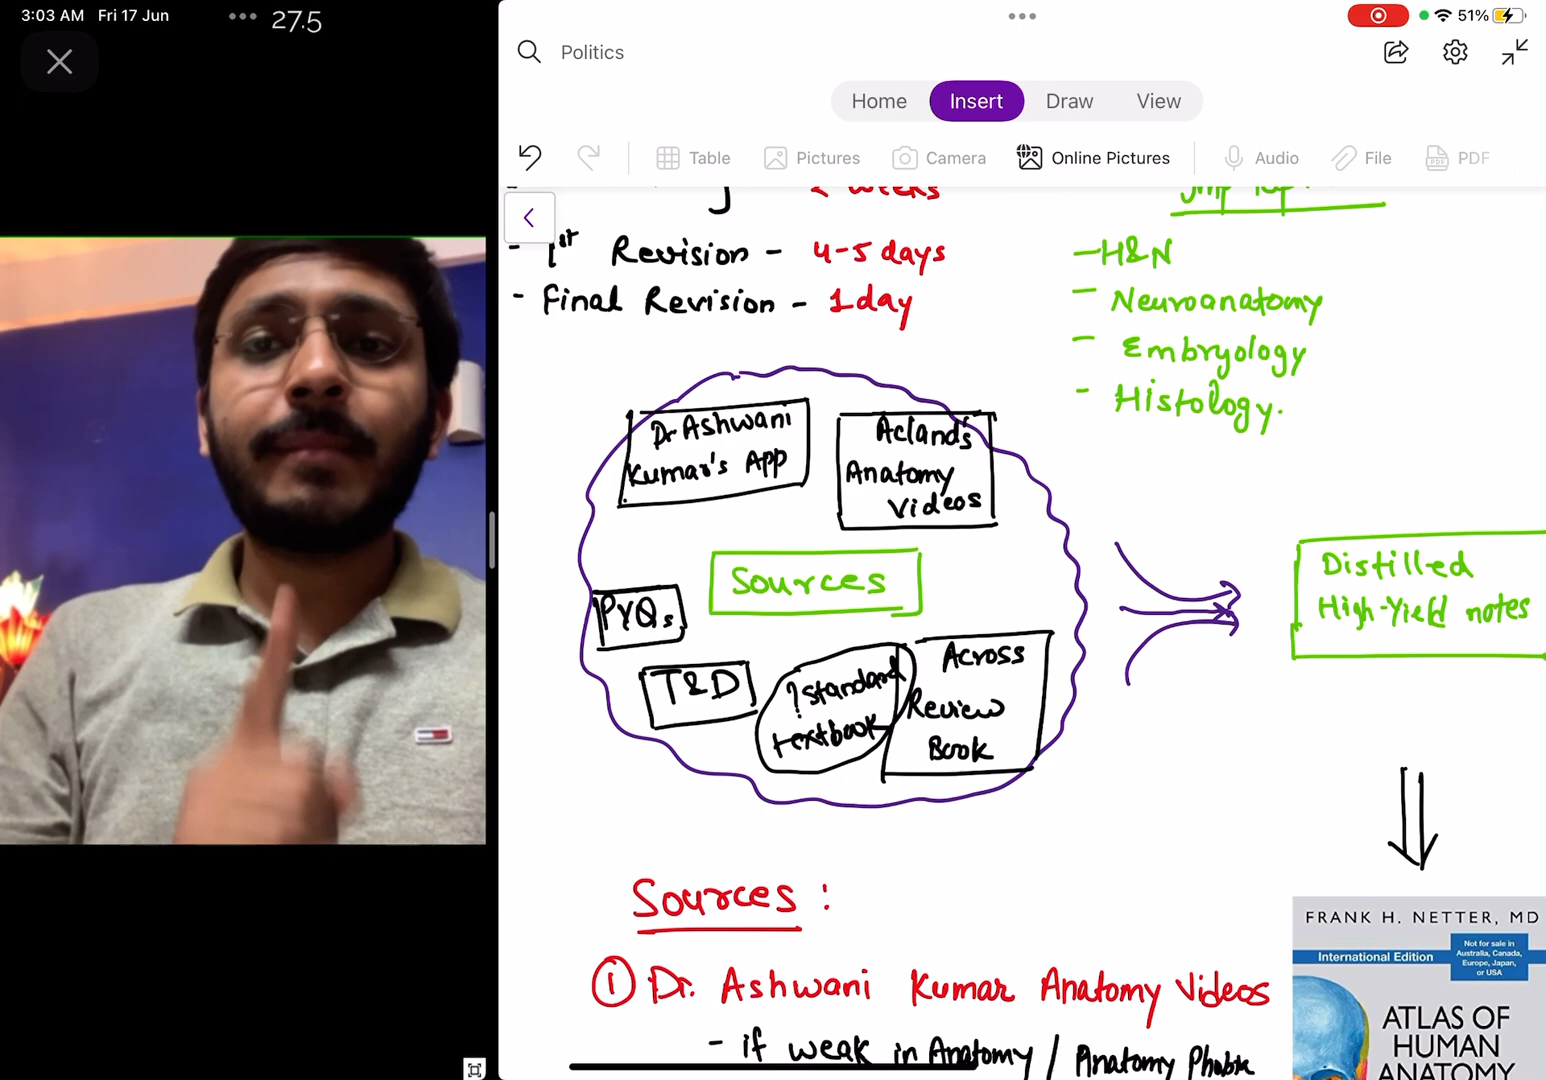 3:03 AM Fri 17 Jun
27.5
51%
Politics
Home Insert Draw View
Table Pictures Camera Online Pictures Audio File PDF
2 weeks
- 1st Revision - 4-5 days
- Final Revision - 1 day
- H&N
- Neuroanatomy
- Embryology
- Histology.
Dr Ashwani
Kumar's App
Acland's
Anatomy
Videos
Sources
PYQs
T&D
? Standard
textbook
Across
Review
Book
Distilled
High-Yield notes
Sources :
① Dr. Ashwani Kumar Anatomy Videos
- if weak in Anatomy / Anatomy Phobia
FRANK H. NETTER, MD
International Edition
Not for sale in
Australia, Canada,
Europe, Japan,
or USA
ATLAS OF
HUMAN
ANATOMY